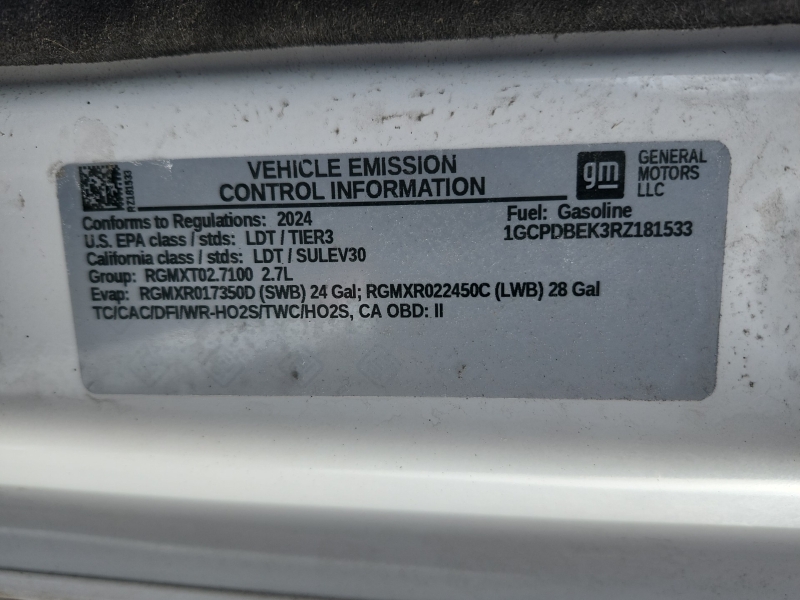 RZ181533
VEHICLE EMISSION
CONTROL INFORMATION
gm
GENERAL
MOTORS
LLC
Conforms to Regulations: 2024
U.S. EPA class / stds: LDT / TIER3
California class / stds: LDT / SULEV30
Group: RGMXT02.7100 2.7L
Fuel: Gasoline
1GCPDBEK3RZ181533
Evap: RGMXR017350D (SWB) 24 Gal; RGMXR022450C (LWB) 28 Gal
TC/CAC/DFI/WR-HO2S/TWC/HO2S, CA OBD: II